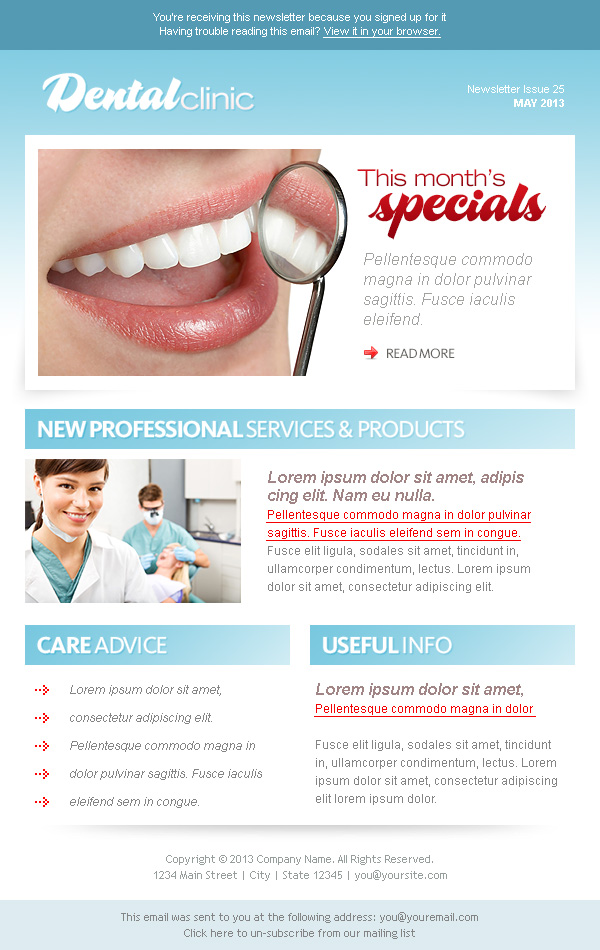 You're receiving this newsletter because you signed up for it
Having trouble reading this email? View it in your browser.
Dental clinic
Newsletter Issue 25
MAY 2013
This month's
specials
Pellentesque commodo
magna in dolor pulvinar
sagittis. Fusce iaculis
eleifend.
READ MORE
NEW PROFESSIONAL SERVICES & PRODUCTS
Lorem ipsum dolor sit amet, adipis
cing elit. Nam eu nulla.
Pellentesque commodo magna in dolor pulvinar
sagittis. Fusce iaculis eleifend sem in congue.
Fusce elit ligula, sodales sit amet, tincidunt in,
ullamcorper condimentum, lectus. Lorem ipsum
dolor sit amet, consectetur adipiscing elit.
CARE ADVICE
Lorem ipsum dolor sit amet,
consectetur adipiscing elit.
Pellentesque commodo magna in
dolor pulvinar sagittis. Fusce iaculis
eleifend sem in congue.
USEFUL INFO
Lorem ipsum dolor sit amet,
Pellentesque commodo magna in dolor
Fusce elit ligula, sodales sit amet, tincidunt
in, ullamcorper condimentum, lectus. Lorem
ipsum dolor sit amet, consectetur adipiscing
elit lorem ipsum dolor.
Copyright © 2013 Company Name. All Rights Reserved.
1234 Main Street | City | State 12345 | you@yoursite.com
This email was sent to you at the following address: you@youremail.com
Click here to un-subscribe from our mailing list